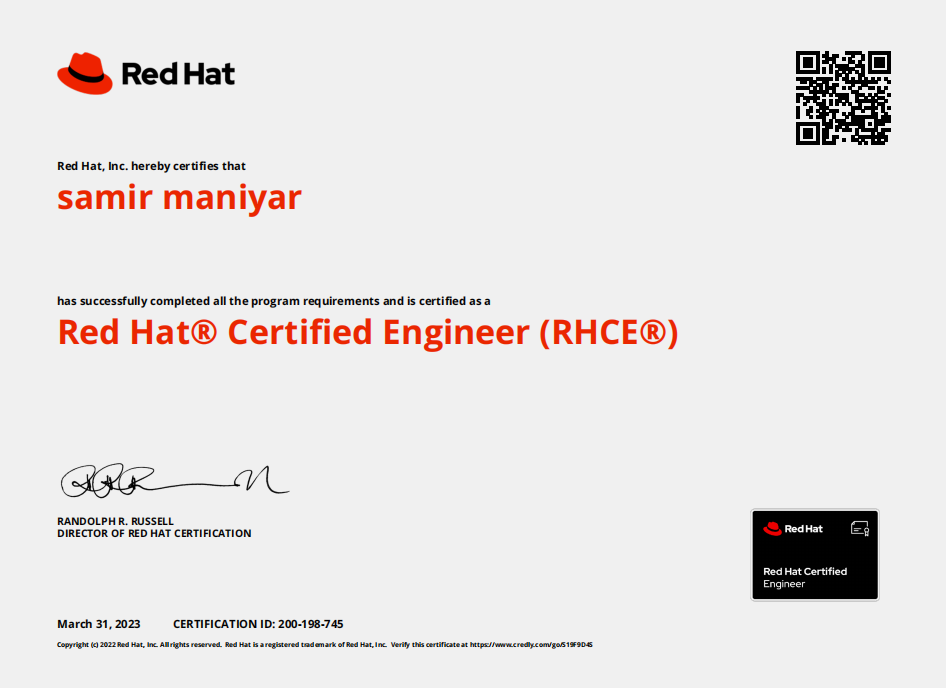 Red Hat
Red Hat, Inc. hereby certifies that
samir maniyar
has successfully completed all the program requirements and is certified as a
Red Hat® Certified Engineer (RHCE®)
RANDOLPH R. RUSSELL
DIRECTOR OF RED HAT CERTIFICATION
Red Hat
Red Hat Certified
Engineer
March 31, 2023 CERTIFICATION ID: 200-198-745
Copyright (c) 2022 Red Hat, Inc. All rights reserved. Red Hat is a registered trademark of Red Hat, Inc. Verify this certificate at https://www.credly.com/go/519F9D45